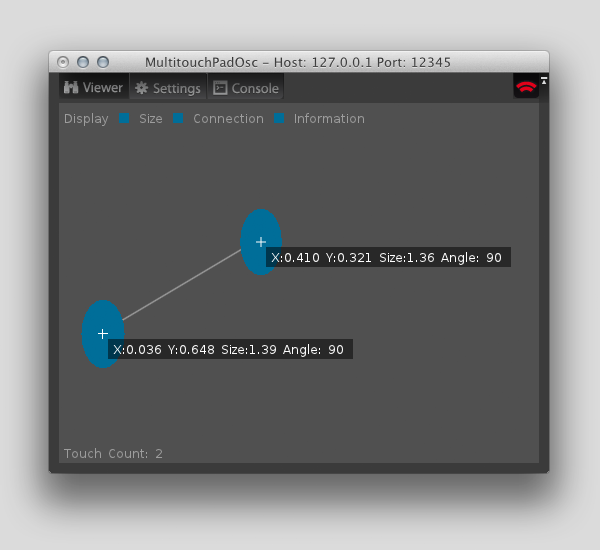 MultitouchPadOsc – Host: 127.0.0.1 Port: 12345
Viewer Settings Console
Display Size Connection Information
X:0.410 Y:0.321 Size:1.36 Angle: 90
X:0.036 Y:0.648 Size:1.39 Angle: 90
Touch Count: 2